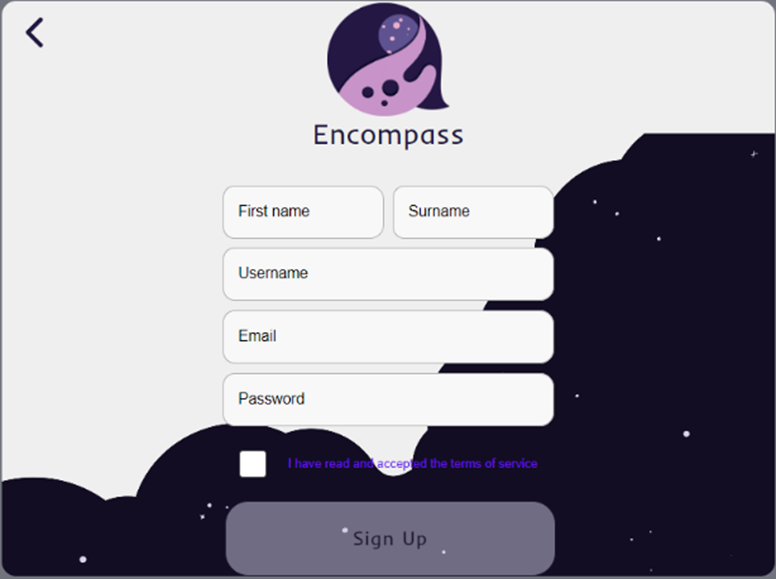 Encompass
First name Surname
Username
Email
Password
I have read and accepted the terms of service
Sign Up